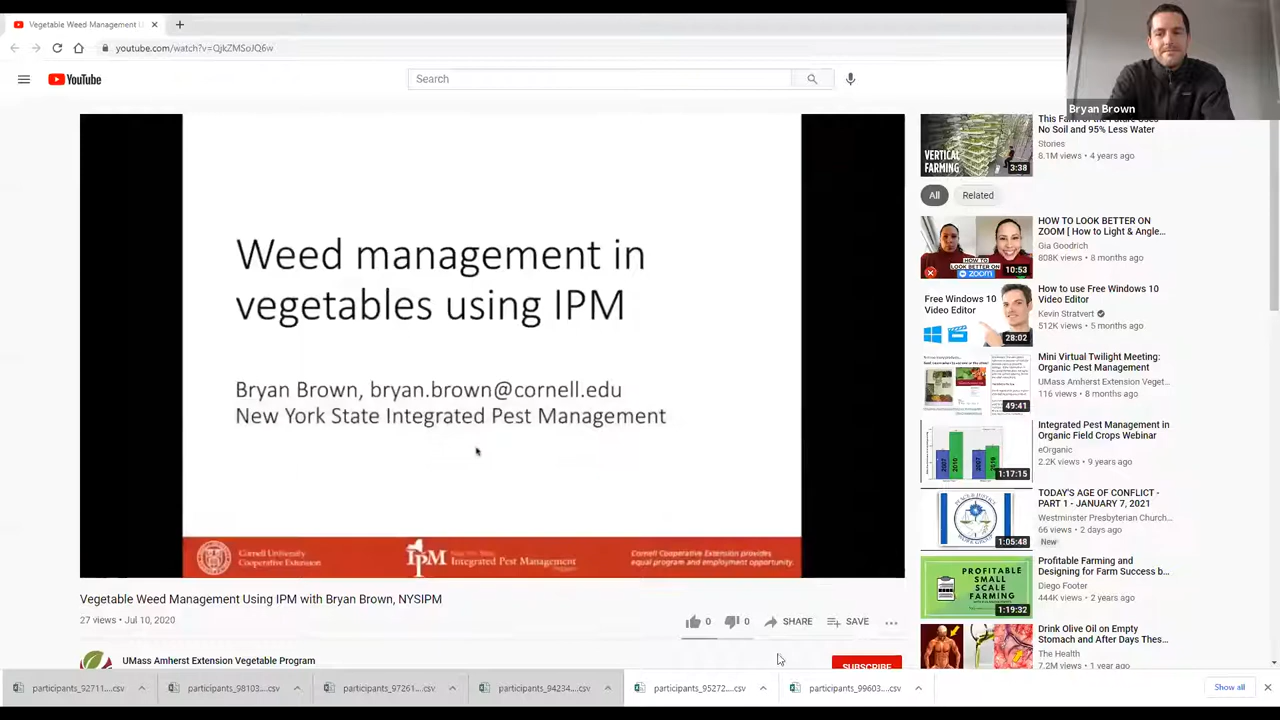 Vegetable Weed Management U
youtube.com/watch?v=QjkZMSoJQ6w
YouTube
Search
Bryan Brown
Weed management in
vegetables using IPM
Bryan Brown, bryan.brown@cornell.edu
New York State Integrated Pest Management
Cornell University
Cooperative Extension
IPM
Integrated Pest Management
Cornell Cooperative Extension provides
equal program and employment opportunity.
Vegetable Weed Management Using IPM with Bryan Brown, NYSIPM
27 views • Jul 10, 2020
0
0
SHARE
SAVE
UMass Amherst Extension Vegetable Program
SUBSCRIBE
VERTICAL
FARMING
3:38
This Farm of the Future Uses
No Soil and 95% Less Water
Stories
8.1M views • 4 years ago
All
Related
HOW TO
LOOK BETTER
ON ZOOM
10:53
HOW TO LOOK BETTER ON
ZOOM [ How to Light & Angle...
Gia Goodrich
808K views • 8 months ago
Free Windows 10
Video Editor
28:02
How to use Free Windows 10
Video Editor
Kevin Stratvert
512K views • 5 months ago
49:41
Mini Virtual Twilight Meeting:
Organic Pest Management
UMass Amherst Extension Veget...
116 views • 8 months ago
2007
2010
2007
1:17:15
Integrated Pest Management in
Organic Field Crops Webinar
eOrganic
2.2K views • 9 years ago
1:05:48
TODAY'S AGE OF CONFLICT -
PART 1 - JANUARY 7, 2021
Westminster Presbyterian Church...
66 views • 2 days ago
New
PROFITABLE
SMALL
SCALE
FARMING
1:19:32
Profitable Farming and
Designing for Farm Success b...
Diego Footer
444K views • 2 years ago
Drink Olive Oil on Empty
Stomach and After Days Thes...
The Health
7.2M views • 1 year ago
participants_92711....csv
participants_98103....csv
participants_97261....csv
participants_94234....csv
participants_95272....csv
participants_99603....csv
Show all